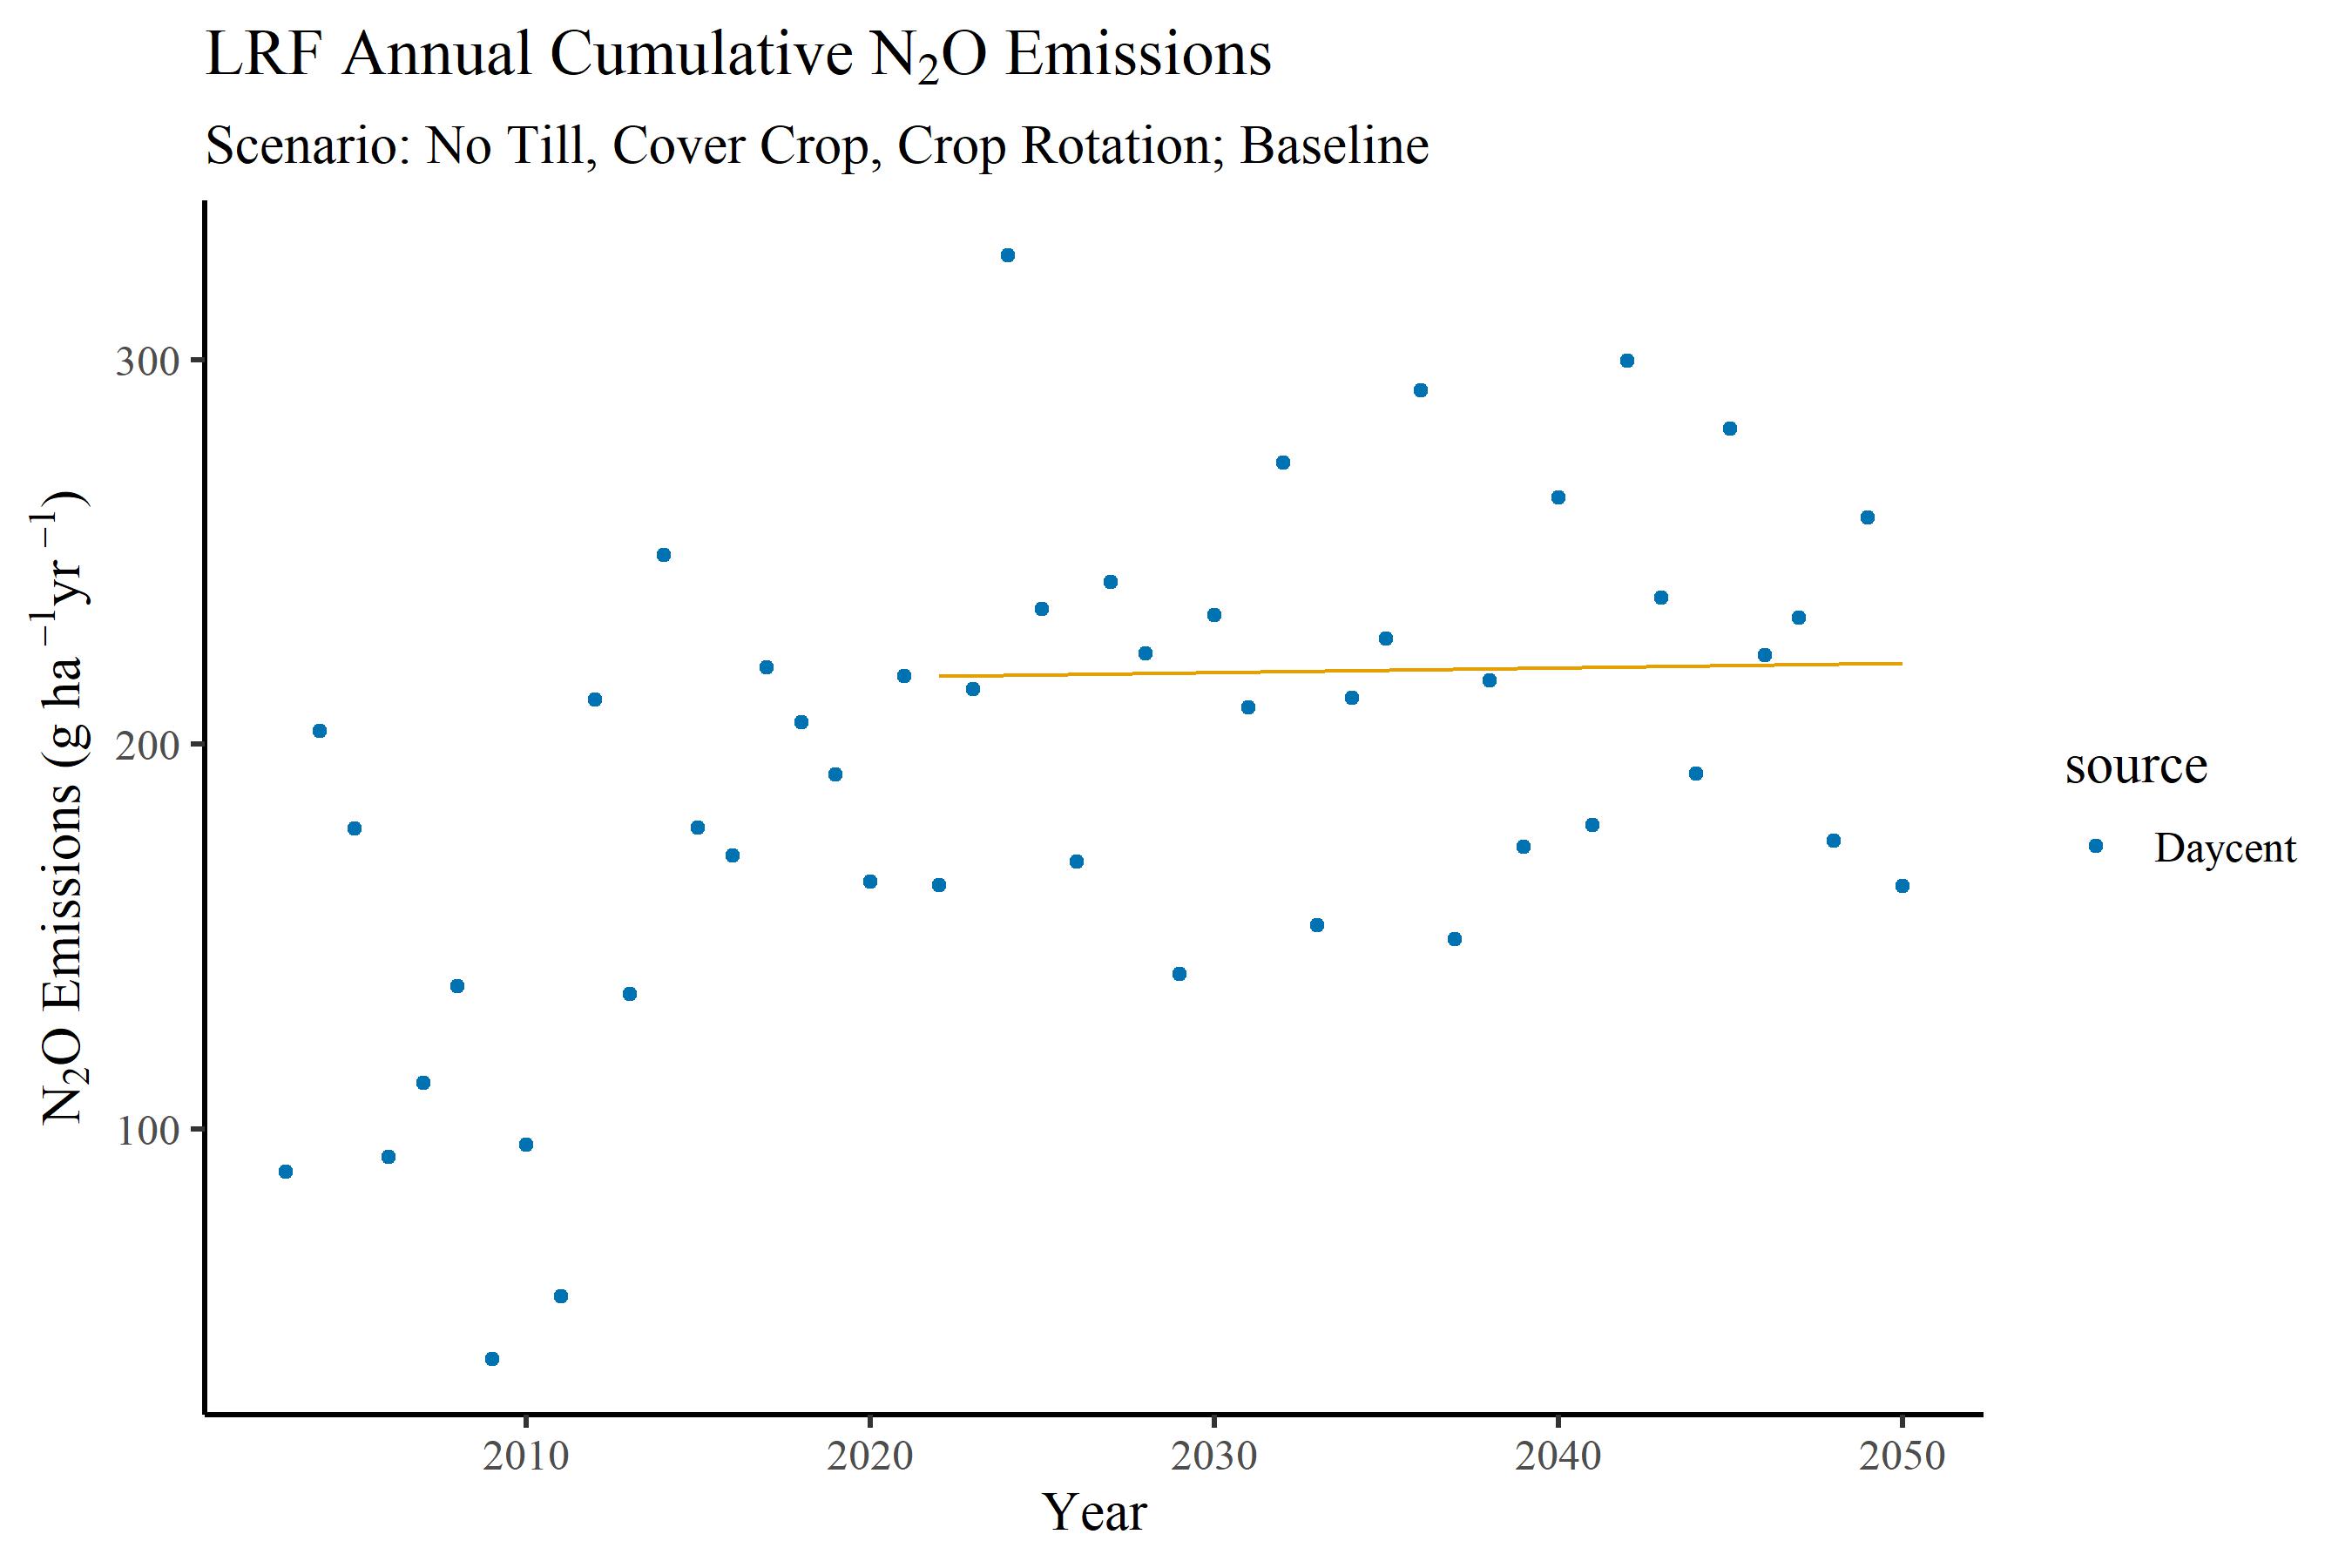 LRF Annual Cumulative N₂O Emissions
Scenario: No Till, Cover Crop, Crop Rotation; Baseline
N₂O Emissions (g ha ⁻¹yr ⁻¹)
300
200
100
2010 2020 2030 2040 2050
Year
source
Daycent